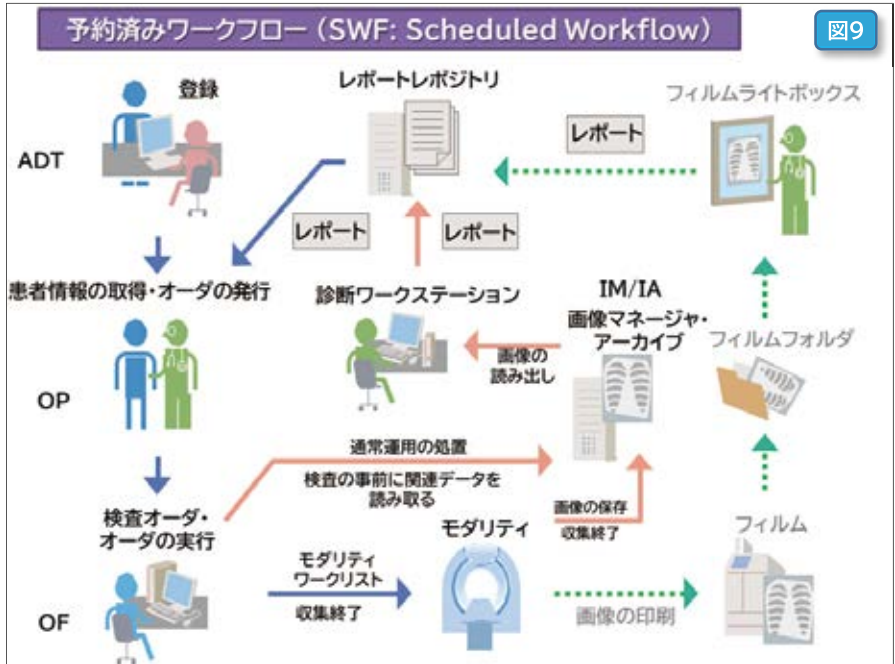 予約済みワークフロー（SWF: Scheduled Workflow）
図9
登録
レポートレポジトリ
フィルムライトボックス
ADT
レポート
レポート
レポート
患者情報の取得・オーダの発行
診断ワークステーション
IM/IA
画像マネージャ・
アーカイブ
画像の
読み出し
フィルムフォルダ
OP
通常運用の処置
検査の事前に関連データを
読み取る
検査オーダ・
オーダの実行
モダリティ
画像の保存
収集終了
フィルム
モダリティ
ワークリスト
収集終了
画像の印刷
OF